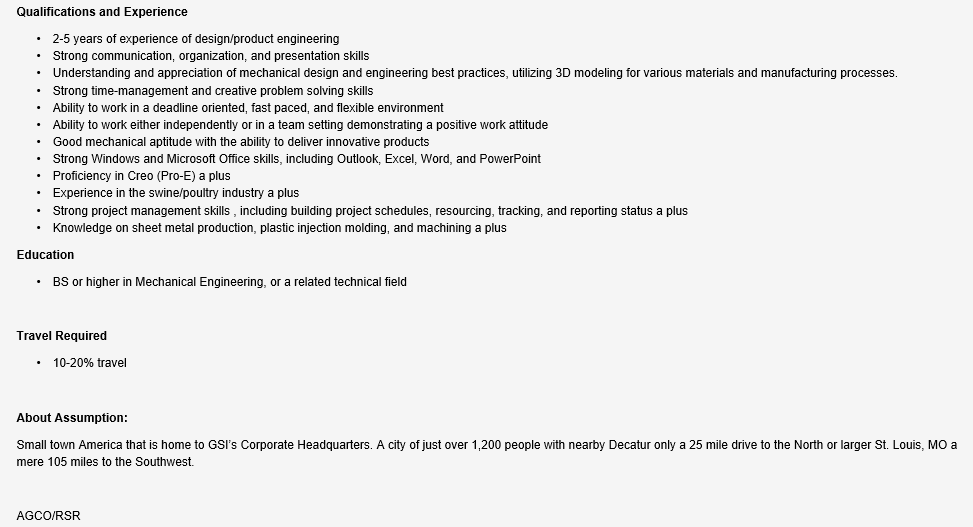 Qualifications and Experience
• 2-5 years of experience of design/product engineering
• Strong communication, organization, and presentation skills
• Understanding and appreciation of mechanical design and engineering best practices, utilizing 3D modeling for various materials and manufacturing processes.
• Strong time-management and creative problem solving skills
• Ability to work in a deadline oriented, fast paced, and flexible environment
• Ability to work either independently or in a team setting demonstrating a positive work attitude
• Good mechanical aptitude with the ability to deliver innovative products
• Strong Windows and Microsoft Office skills, including Outlook, Excel, Word, and PowerPoint
• Proficiency in Creo (Pro-E) a plus
• Experience in the swine/poultry industry a plus
• Strong project management skills , including building project schedules, resourcing, tracking, and reporting status a plus
• Knowledge on sheet metal production, plastic injection molding, and machining a plus
Education
• BS or higher in Mechanical Engineering, or a related technical field
Travel Required
• 10-20% travel
About Assumption:
Small town America that is home to GSI's Corporate Headquarters. A city of just over 1,200 people with nearby Decatur only a 25 mile drive to the North or larger St. Louis, MO a
mere 105 miles to the Southwest.
AGCO/RSR